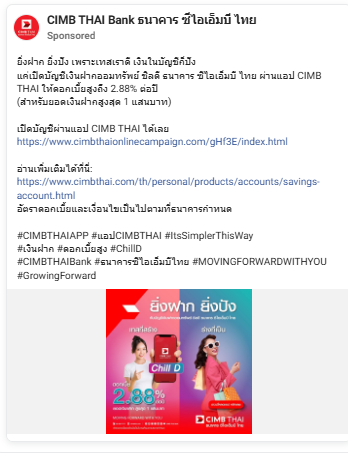 CIMB THAI Bank ธนาคาร ซีไอเอ็มบี ไทย
Sponsored
ยิ่งฝาก ยิ่งปัง เพราะเทสเราดี เงินในบัญชีก็ปัง
แค่เปิดบัญชีเงินฝากออมทรัพย์ ชิลดี ธนาคาร ซีไอเอ็มบี ไทย ผ่านแอป CIMB
THAI ให้ดอกเบี้ยสูงถึง 2.88% ต่อปี
(สำหรับยอดเงินฝากสูงสุด 1 แสนบาท)
เปิดบัญชีผ่านแอป CIMB THAI ได้เลย
https://www.cimbthaionlinecampaign.com/gHf3E/index.html
อ่านเพิ่มเติมได้ที่นี่:
https://www.cimbthai.com/th/personal/products/accounts/savings-
account.html
อัตราดอกเบี้ยและเงื่อนไขเป็นไปตามที่ธนาคารกำหนด
#CIMBTHAIAPP #แอปCIMBTHAI #ItsSimplerThisWay
#เงินฝาก #ดอกเบี้ยสูง #ChillD
#CIMBTHAIBank #ธนาคารซีไอเอ็มบีไทย #MOVINGFORWARDWITHYOU
#GrowingForward
ยิ่งฝาก ยิ่งปัง
Chill D
ดอกเบี้ย
2.88%
CIMB THAI